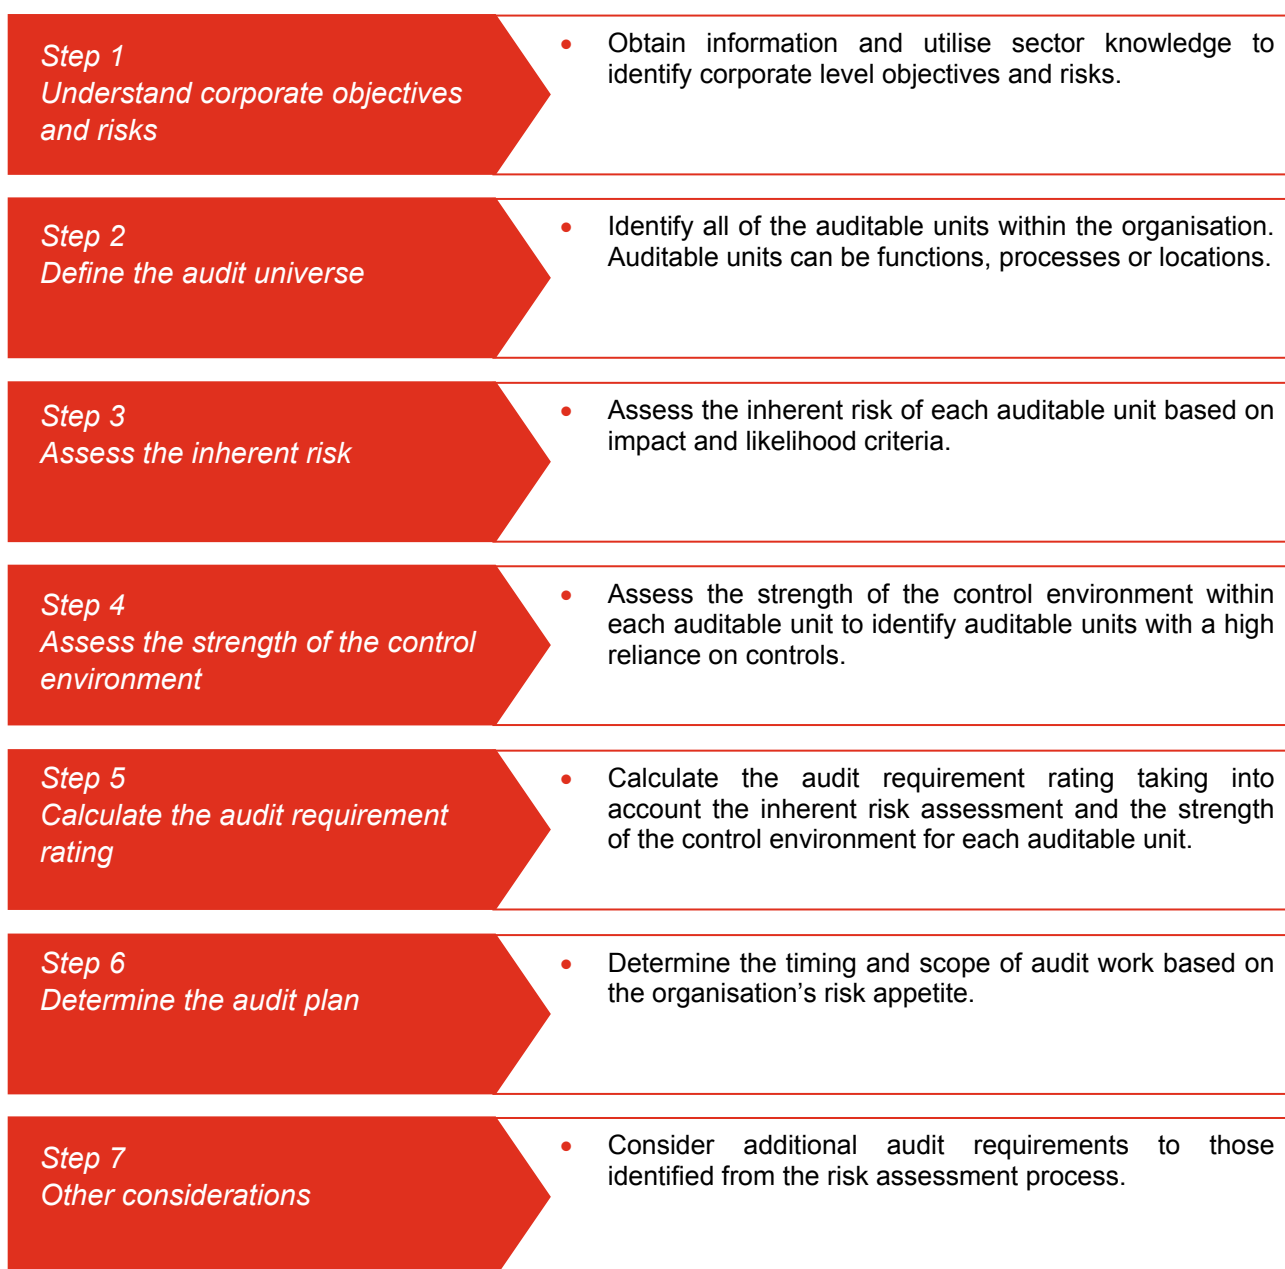 Step 1
Understand corporate objectives
and risks
• Obtain information and utilise sector knowledge to
identify corporate level objectives and risks.
Step 2
Define the audit universe
• Identify all of the auditable units within the organisation.
Auditable units can be functions, processes or locations.
Step 3
Assess the inherent risk
• Assess the inherent risk of each auditable unit based on
impact and likelihood criteria.
Step 4
Assess the strength of the control
environment
• Assess the strength of the control environment within
each auditable unit to identify auditable units with a high
reliance on controls.
Step 5
Calculate the audit requirement
rating
• Calculate the audit requirement rating taking into
account the inherent risk assessment and the strength
of the control environment for each auditable unit.
Step 6
Determine the audit plan
• Determine the timing and scope of audit work based on
the organisation’s risk appetite.
Step 7
Other considerations
• Consider additional audit requirements to those
identified from the risk assessment process.